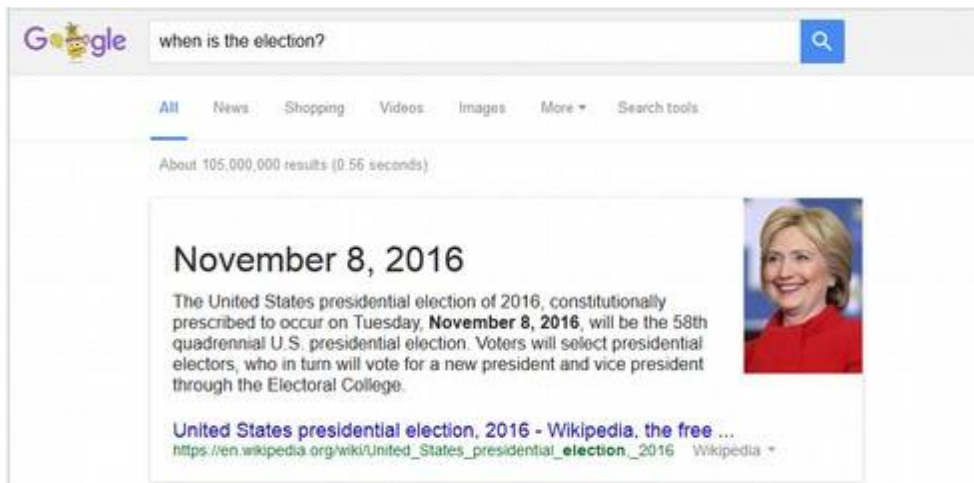 Google
when is the election?
All News Shopping Videos Images More Search tools
About 105,000,000 results (0.56 seconds)
November 8, 2016
The United States presidential election of 2016, constitutionally
prescribed to occur on Tuesday, November 8, 2016, will be the 58th
quadrennial U.S. presidential election. Voters will select presidential
electors, who in turn will vote for a new president and vice president
through the Electoral College.
United States presidential election, 2016 - Wikipedia, the free ...
https://en.wikipedia.org/wiki/United_States_presidential_election,_2016 Wikipedia